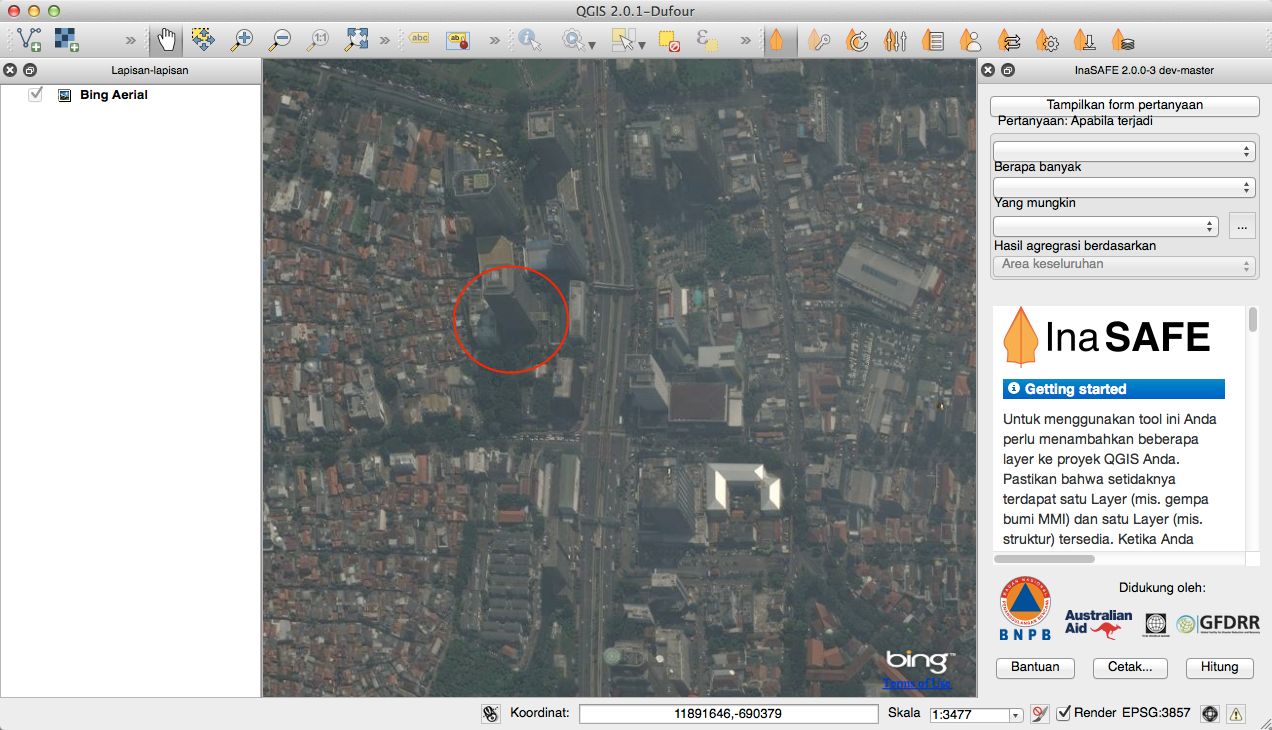 QGIS 2.0.1-Dufour
abc
ab
Lapisan-lapisan
Bing Aerial
InaSAFE 2.0.0-3 dev-master
Tampilkan form pertanyaan
Pertanyaan: Apabila terjadi
Berapa banyak
Yang mungkin
...
Hasil agregrasi berdasarkan
Area keseluruhan
InaSAFE
Getting started
Untuk menggunakan tool ini Anda
perlu menambahkan beberapa
layer ke proyek QGIS Anda.
Pastikan bahwa setidaknya
terdapat satu Layer (mis. gempa
bumi MMI) dan satu Layer (mis.
struktur) tersedia. Ketika Anda
Didukung oleh:
BNPB
Australian
Aid
GFDRR
bing™
Terms of Use
Bantuan
Cetak...
Hitung
Koordinat:
11891646,-690379
Skala
1:3477
Render
EPSG:3857